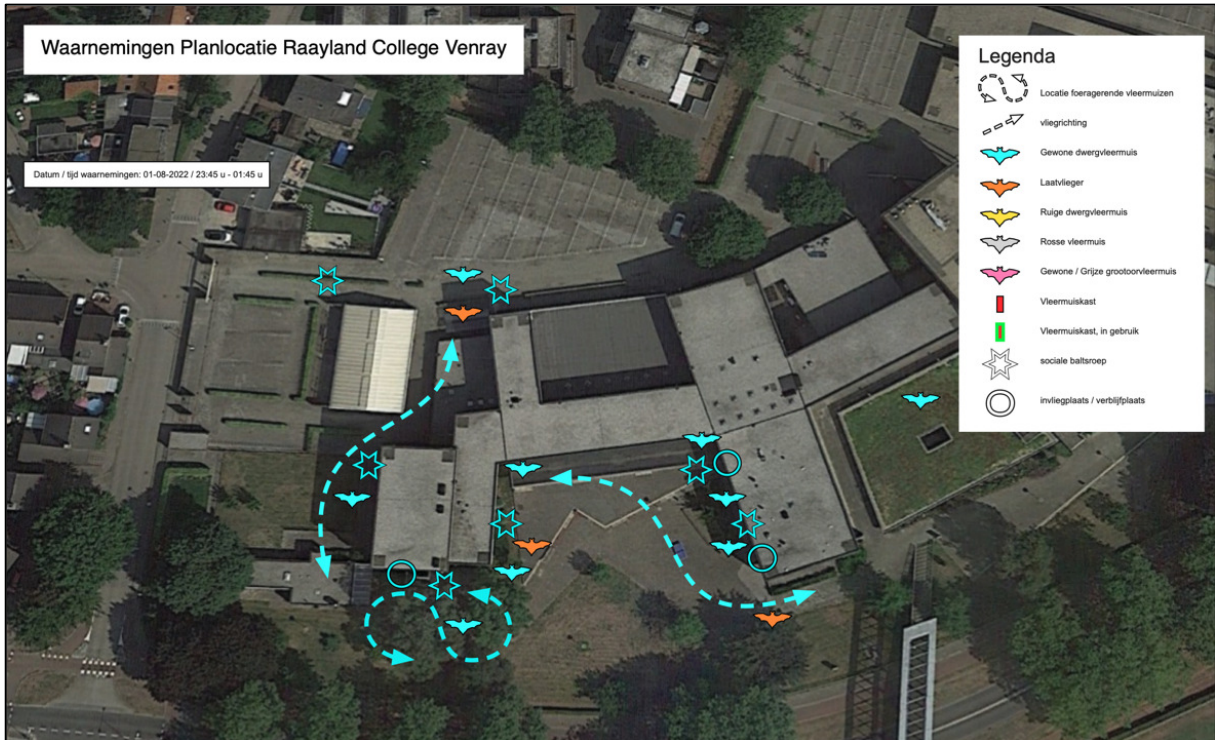 Waarnemingen Planlocatie Raayland College Venray
Datum / tijd waarnemingen: 01-08-2022 / 23:45 u - 01:45 u
Legenda
Locatie foeragerende vleermuizen
vliegrichting
Gewone dwergvleermuis
Laatvlieger
Ruige dwergvleermuis
Rosse vleermuis
Gewone / Grijze grootoorvleermuis
Vleermuiskast
Vleermuiskast, in gebruik
sociale baltsroep
invliegplaats / verblijfplaats